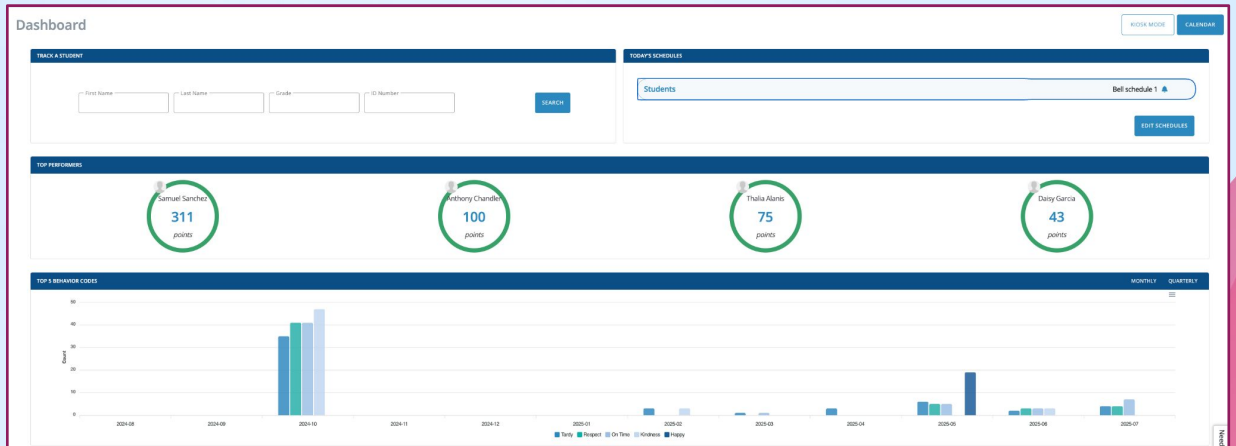 Dashboard
KIOSK MODE
CALENDAR
TRACK A STUDENT
First Name
Last Name
Grade
ID Number
SEARCH
TODAY'S SCHEDULES
Students
Bell schedule 1
EDIT SCHEDULES
TOP PERFORMERS
Samuel Sanchez
311
points
Anthony Chandler
100
points
Thalia Alanis
75
points
Daisy Garcia
43
points
TOP 5 BEHAVIOR CODES
MONTHLY QUARTERLY
Count
50
40
30
20
10
0
2024-08 2024-09 2024-10 2024-11 2024-12 2025-01 2025-02 2025-03 2025-04 2025-05 2025-06 2025-07
Tardy Respect On Time Kindness Happy
Need